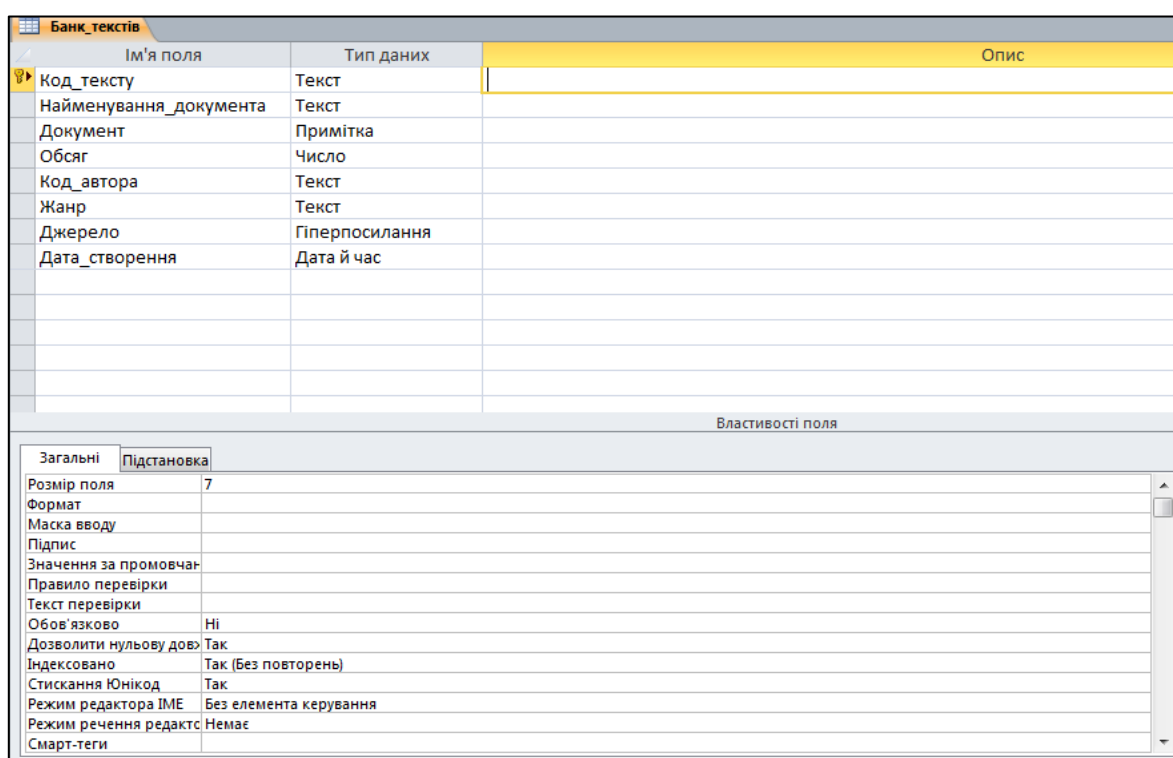 Банк_текстів
Ім'я поля Тип даних Опис
Код_тексту Текст
Найменування_документа Текст
Документ Примітка
Обсяг Число
Код_автора Текст
Жанр Текст
Джерело Гіперпосилання
Дата_створення Дата й час
Властивості поля
Загальні Підстановка
Розмір поля 7
Формат
Маска вводу
Підпис
Значення за промовчан
Правило перевірки
Текст перевірки
Обов'язково Ні
Дозволити нульову довж Так
Індексовано Так (Без повторень)
Стискання Юнікод Так
Режим редактора IME Без елемента керування
Режим речення редактс Немає
Смарт-теги